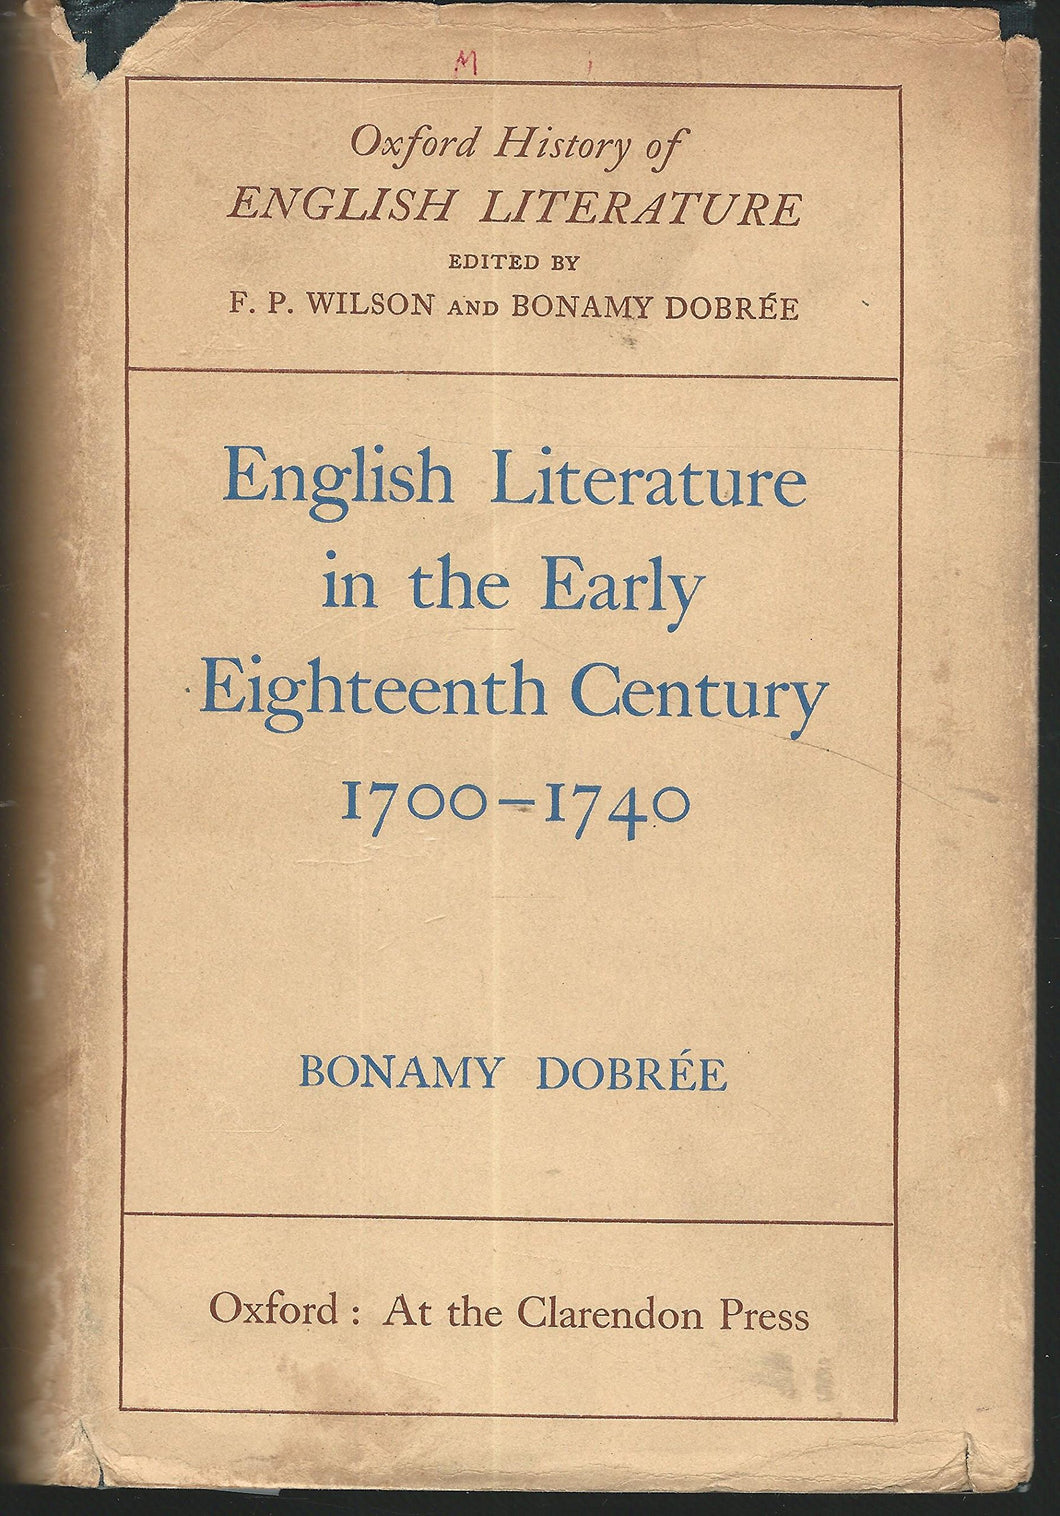 M
Oxford History of
ENGLISH LITERATURE
EDITED BY
F. P. WILSON AND BONAMY DOBRÉE
English Literature
in the Early
Eighteenth Century
1700–1740
BONAMY DOBRÉE
Oxford : At the Clarendon Press